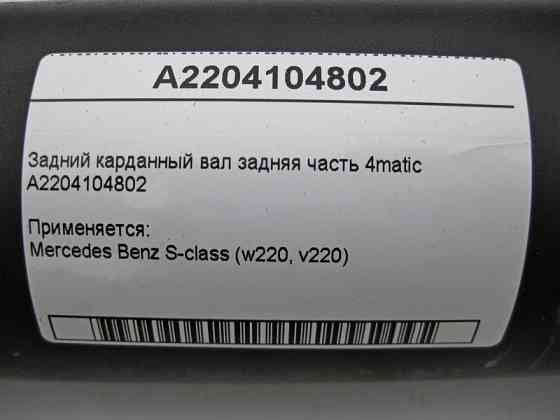 A2204104802
Задний карданный вал задняя часть 4matic
A2204104802
Применяется:
Mercedes Benz S-class (w220, v220)